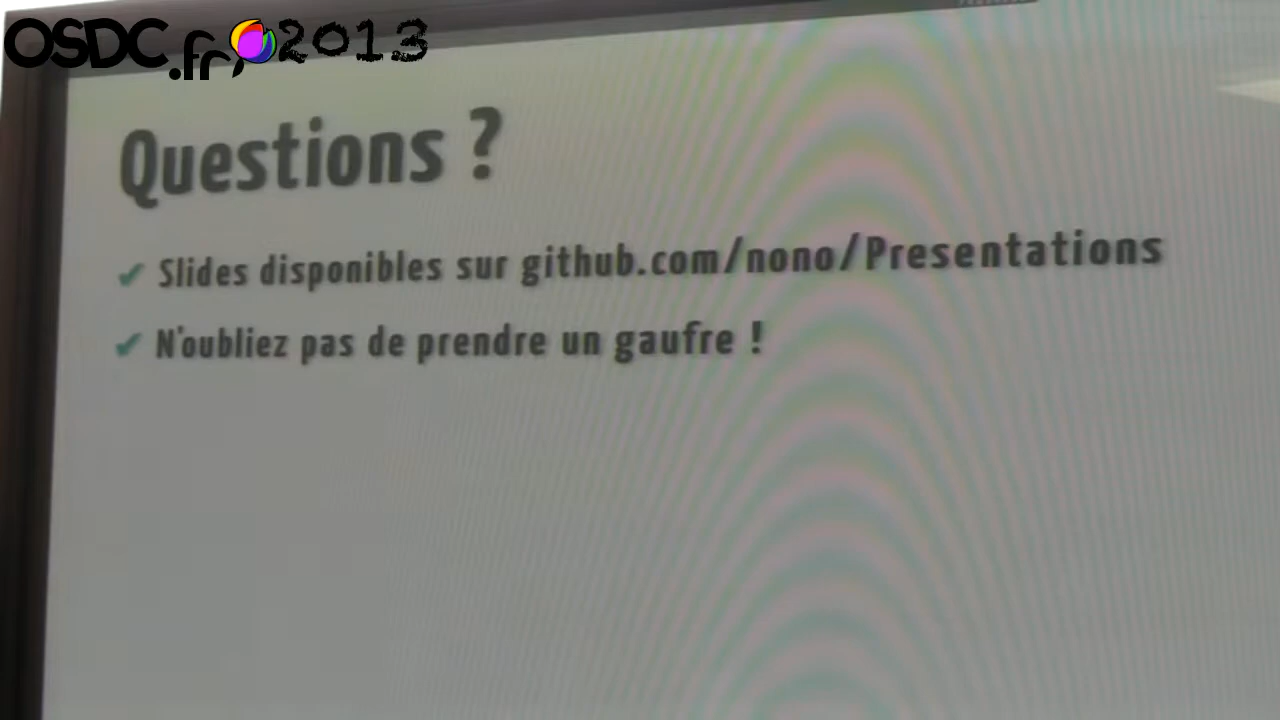 OSDC.fr 2013
Questions ?
✔ Slides disponibles sur github.com/nono/Presentations
✔ N'oubliez pas de prendre un gaufre !